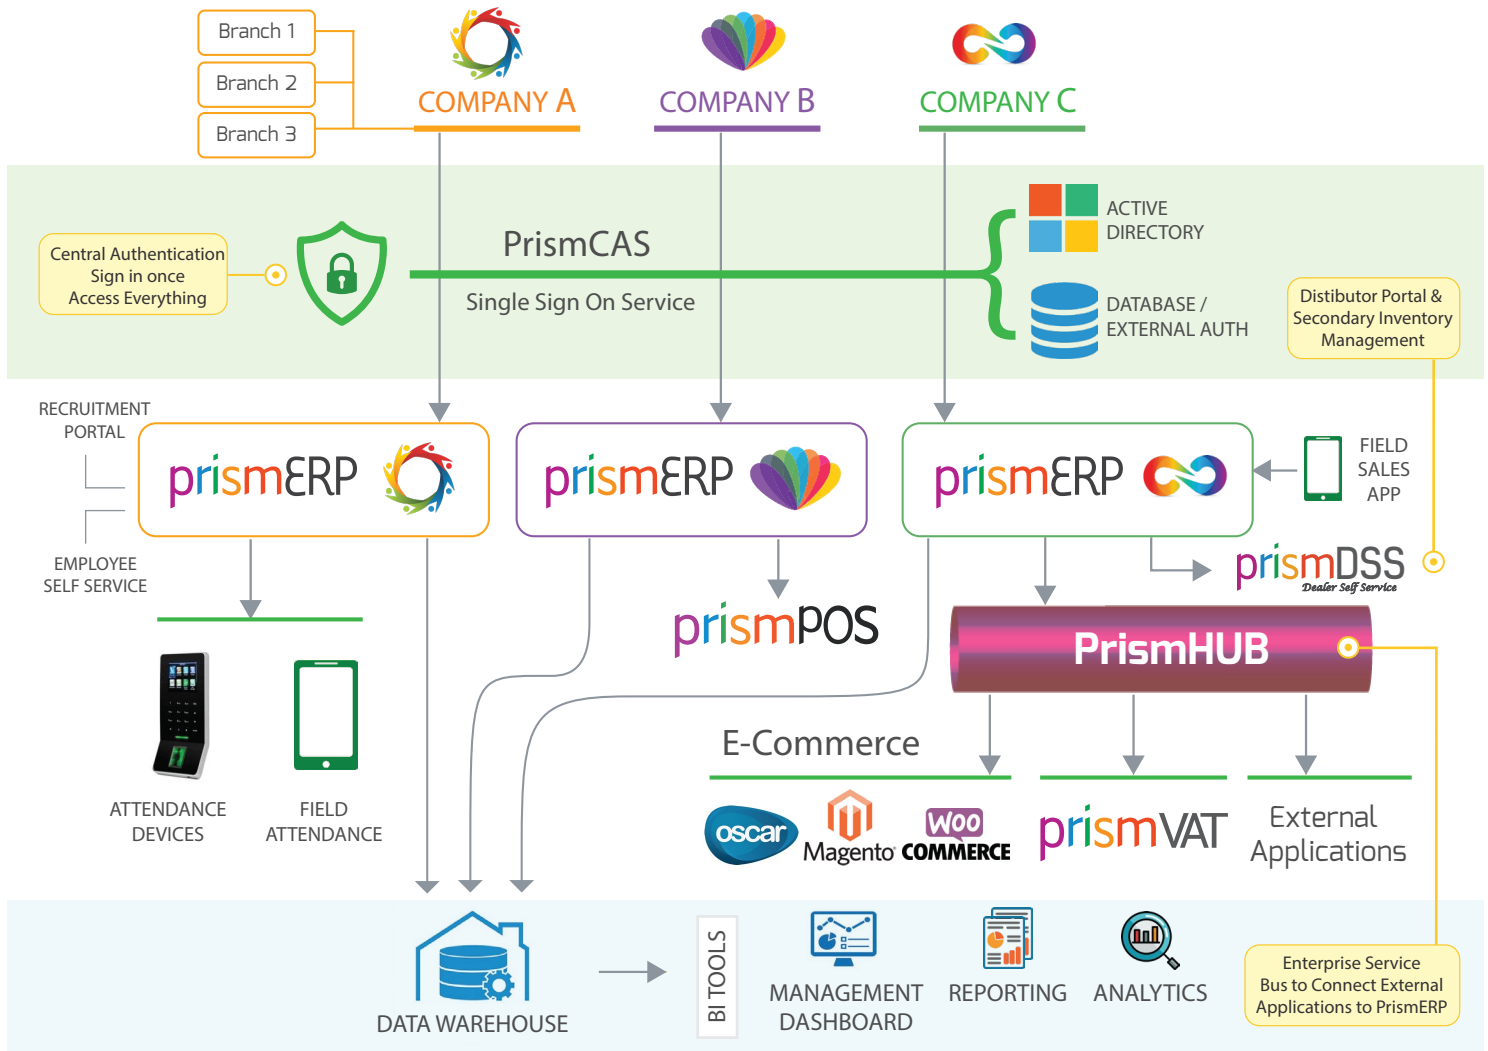 Branch 1
Branch 2
Branch 3
COMPANY A
COMPANY B
COMPANY C
Central Authentication
Sign in once
Access Everything
PrismCAS
Single Sign On Service
ACTIVE
DIRECTORY
DATABASE /
EXTERNAL AUTH
Distibutor Portal &
Secondary Inventory
Management
RECRUITMENT
PORTAL
EMPLOYEE
SELF SERVICE
prismERP
prismERP
prismERP
FIELD
SALES
APP
prismDSS
Dealer Self Service
prismPOS
PrismHUB
ATTENDANCE
DEVICES
FIELD
ATTENDANCE
E-Commerce
oscar
Magento
WOO
COMMERCE
prismVAT
External
Applications
DATA WAREHOUSE
BI TOOLS
MANAGEMENT
DASHBOARD
REPORTING
ANALYTICS
Enterprise Service
Bus to Connect External
Applications to PrismERP